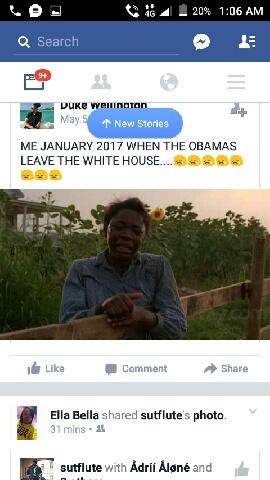 4G 20% 1:06 AM
Search
9+
Duke Wellington
May 5
↑ New Stories
ME JANUARY 2017 WHEN THE OBAMAS
LEAVE THE WHITE HOUSE....😪😪😪😪😪
😪😪😪
Like Comment Share
Ella Bella shared sutflute's photo.
31 mins •
sutflute with Ådríí Åløné and